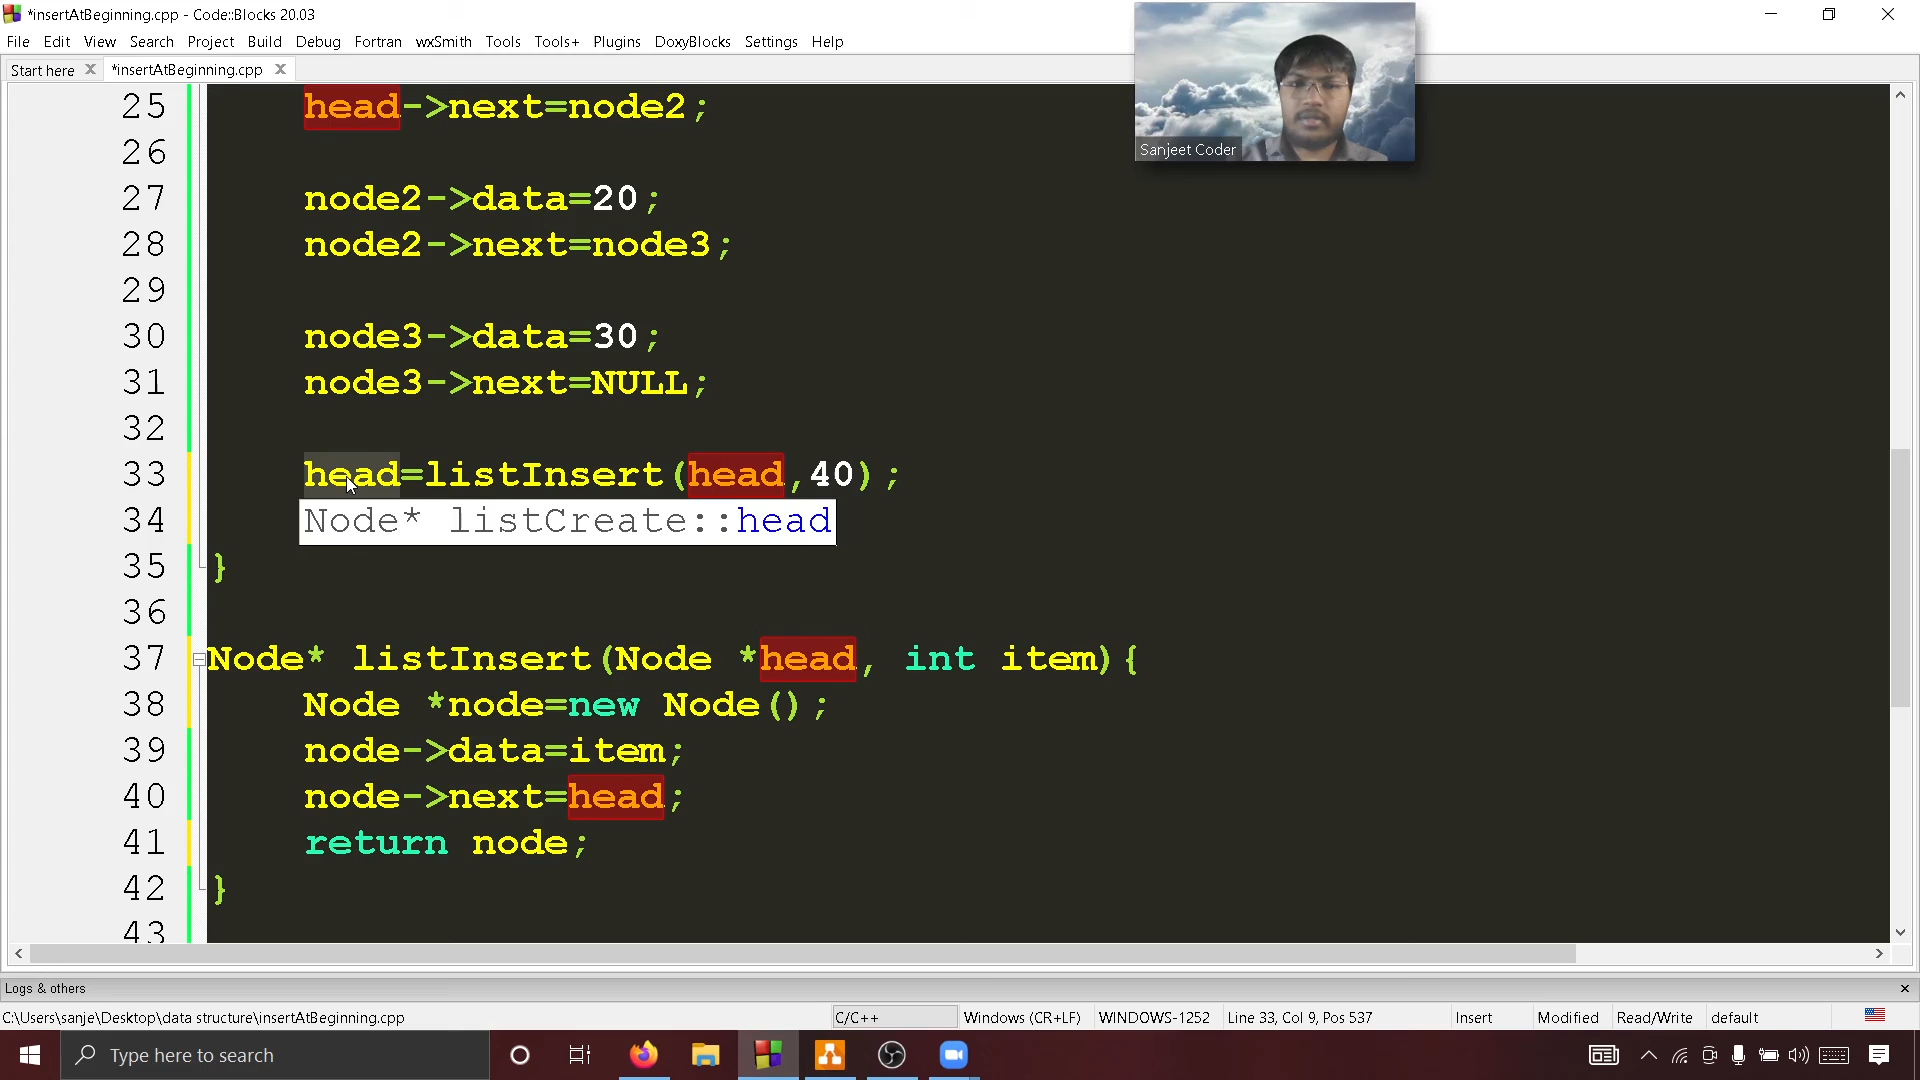 *insertAtBeginning.cpp - Code::Blocks 20.03
File Edit View Search Project Build Debug Fortran wxSmith Tools Tools+ Plugins DoxyBlocks Settings Help
Start here *insertAtBeginning.cpp
Sanjeet Coder
25 head->next=node2;
26
27 node2->data=20;
28 node2->next=node3;
29
30 node3->data=30;
31 node3->next=NULL;
32
33 head=listInsert(head,40);
34 Node* listCreate::head
35 }
36
37 Node* listInsert(Node *head, int item){
38 Node *node=new Node();
39 node->data=item;
40 node->next=head;
41 return node;
42 }
43
Logs & others
C:\Users\sanje\Desktop\data structure\insertAtBeginning.cpp C/C++ Windows (CR+LF) WINDOWS-1252 Line 33, Col 9, Pos 537 Insert Modified Read/Write default
Type here to search